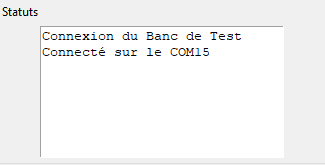 Statuts
Connexion du Banc de Test
Connecté sur le COM15